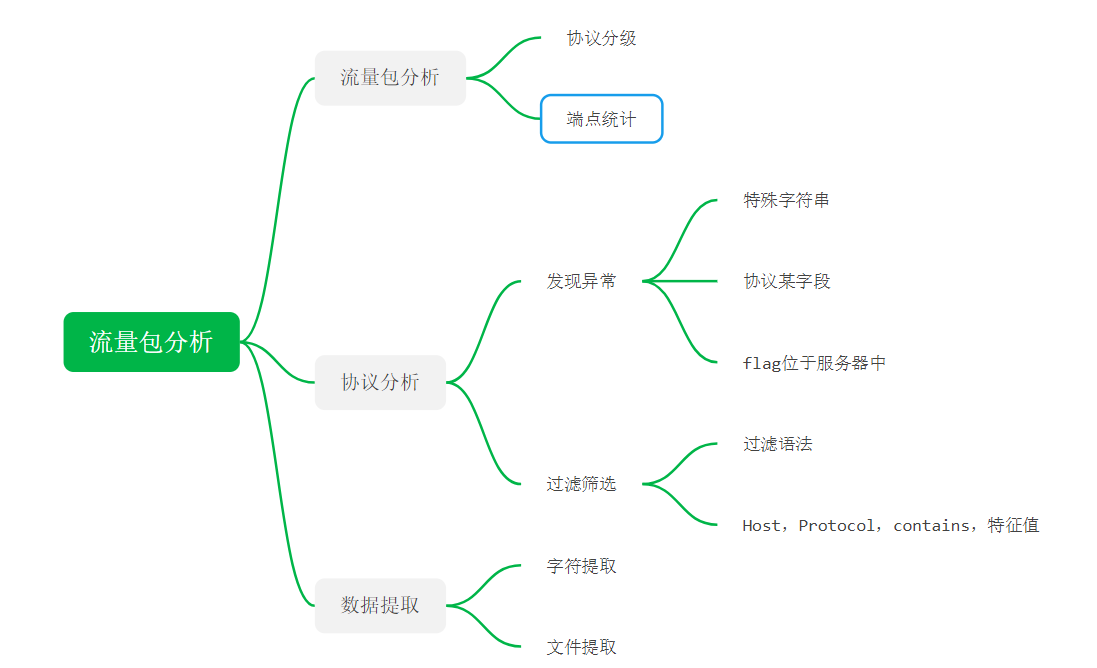 流量包分析
流量包分析
协议分级
端点统计
协议分析
发现异常
特殊字符串
协议某字段
flag位于服务器中
过滤筛选
过滤语法
Host，Protocol，contains，特征值
数据提取
字符提取
文件提取